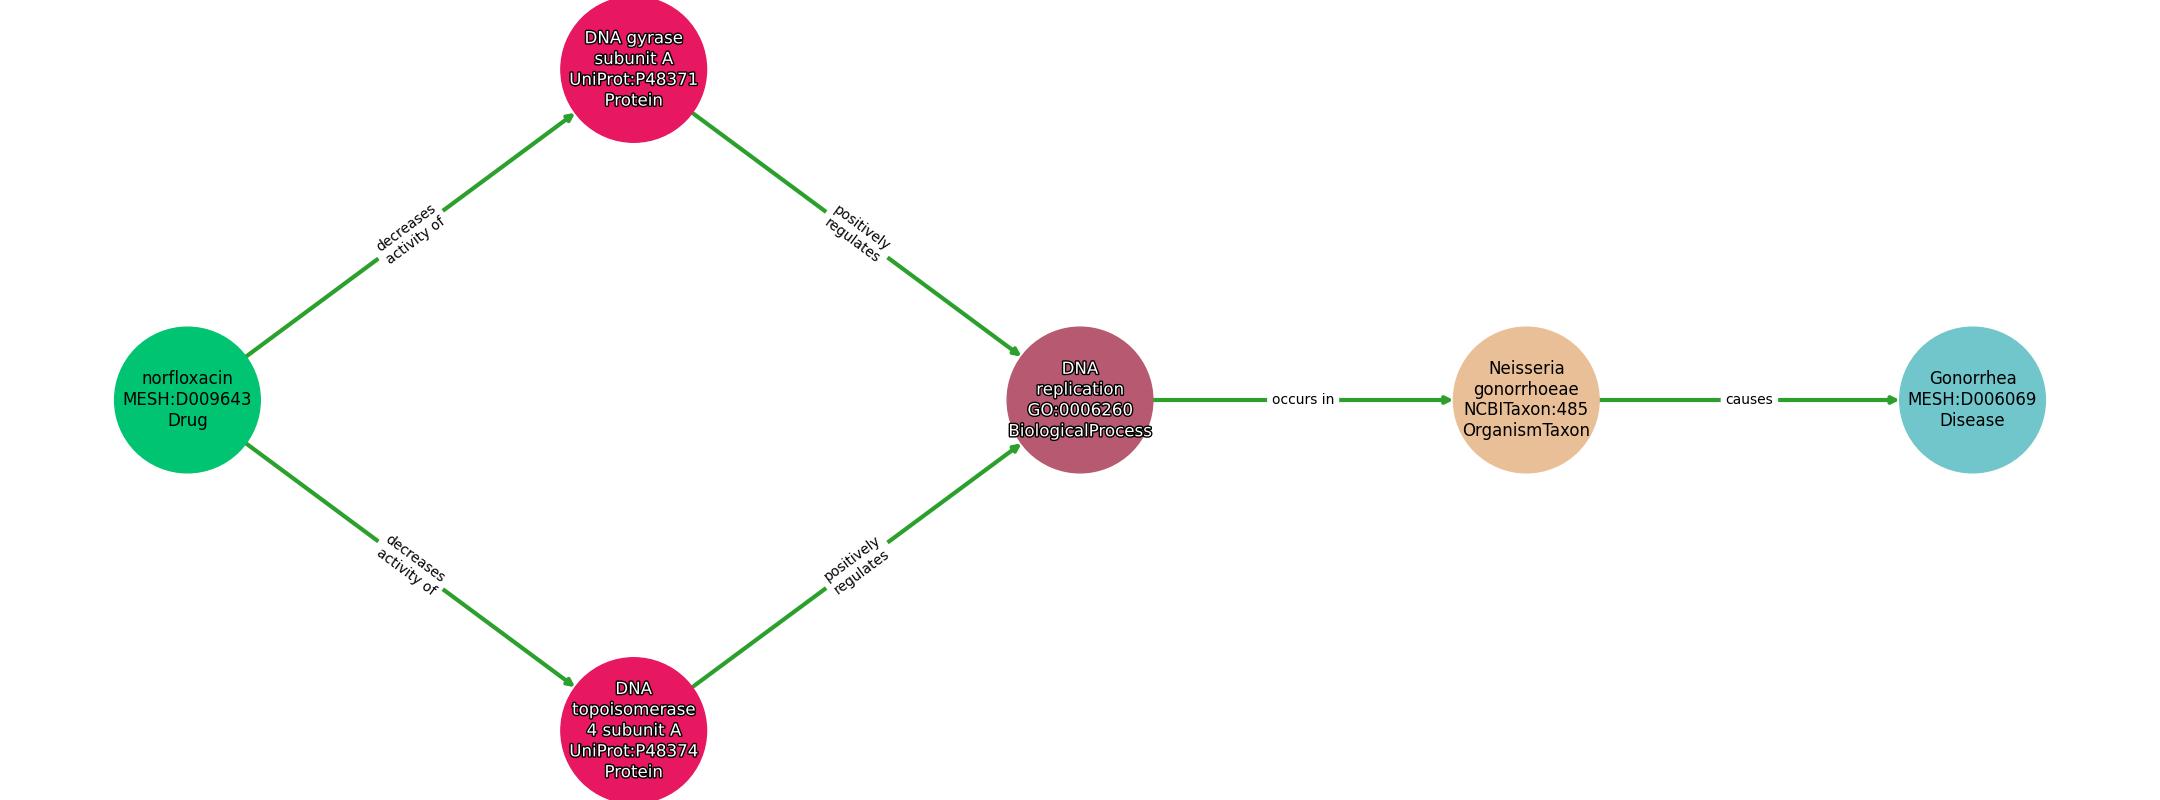 DNA gyrase
subunit A
UniProt:P48371
Protein
decreases
activity of
positively
regulates
norfloxacin
MESH:D009643
Drug
DNA
replication
GO:0006260
BiologicalProcess
occurs in
Neisseria
gonorrhoeae
NCBITaxon:485
OrganismTaxon
causes
Gonorrhea
MESH:D006069
Disease
decreases
activity of
positively
regulates
DNA
topoisomerase
4 subunit A
UniProt:P48374
Protein